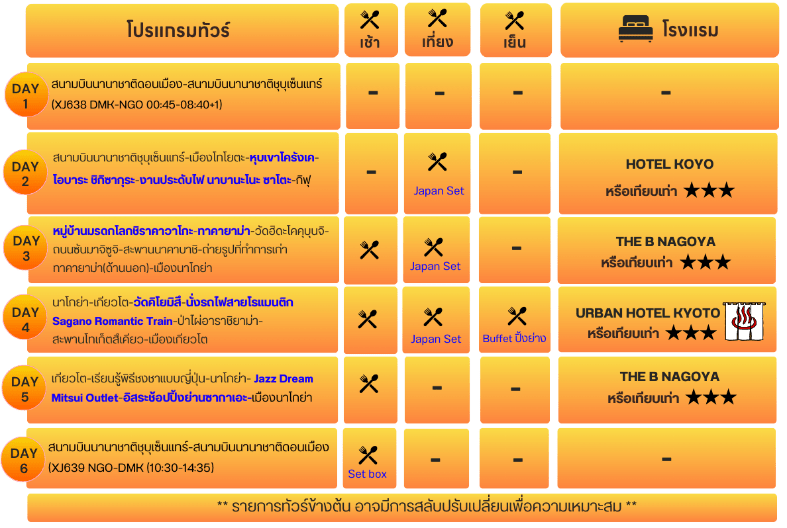 โปรแกรมทัวร์
เช้า
เที่ยง
เย็น
โรงแรม
DAY
1
สนามบินนานาชาติดอนเมือง-สนามบินนานาชาติชุบุเซ็นแทร์
(XJ638 DMK-NGO 00:45-08:40+1)
-
-
-
-
DAY
2
สนามบินนานาชาติชุบุเซ็นแทร์-เมืองโทโยตะ-หุบเขาโครังเค-
โอบาระ ชิกิซากุระ-งานประดับไฟ นาบานะโนะ ซาโตะ-กิฟุ
-
Japan Set
-
HOTEL KOYO
หรือเทียบเท่า ★★★
DAY
3
หมู่บ้านมรดกโลกชิราคาวาโกะ-ทาคายาม่า-วัดฮิดะโคคุบุนจิ-
ถนนซันมาจิซูจิ-สะพานนาคาบาชิ-ถ่ายรูปที่ทำการเก่า
ทาคายาม่า(ด้านนอก)-เมืองนาโกย่า
Japan Set
-
THE B NAGOYA
หรือเทียบเท่า ★★★
DAY
4
นาโกย่า-เกียวโต-วัดคิโยมิสึ-นั่งรถไฟสายโรแมนติก
Sagano Romantic Train-ป่าไผ่อาราชิยาม่า-
สะพานโทเก็ตสึเคียว-เมืองเกียวโต
Japan Set
Buffet ปิ้งย่าง
URBAN HOTEL KYOTO
หรือเทียบเท่า ★★★
DAY
5
เกียวโต-เรียนรู้พิธีชงชาแบบญี่ปุ่น-นาโกย่า- Jazz Dream
Mitsui Outlet-อิสระช้อปปิ้งย่านซากาเอะ-เมืองนาโกย่า
-
-
THE B NAGOYA
หรือเทียบเท่า ★★★
DAY
6
สนามบินนานาชาติชุบุเซ็นแทร์-สนามบินนานาชาติดอนเมือง
(XJ639 NGO-DMK (10:30-14:35)
Set box
-
-
-
** รายการทัวร์ข้างต้น อาจมีการสลับปรับเปลี่ยนเพื่อความเหมาะสม **